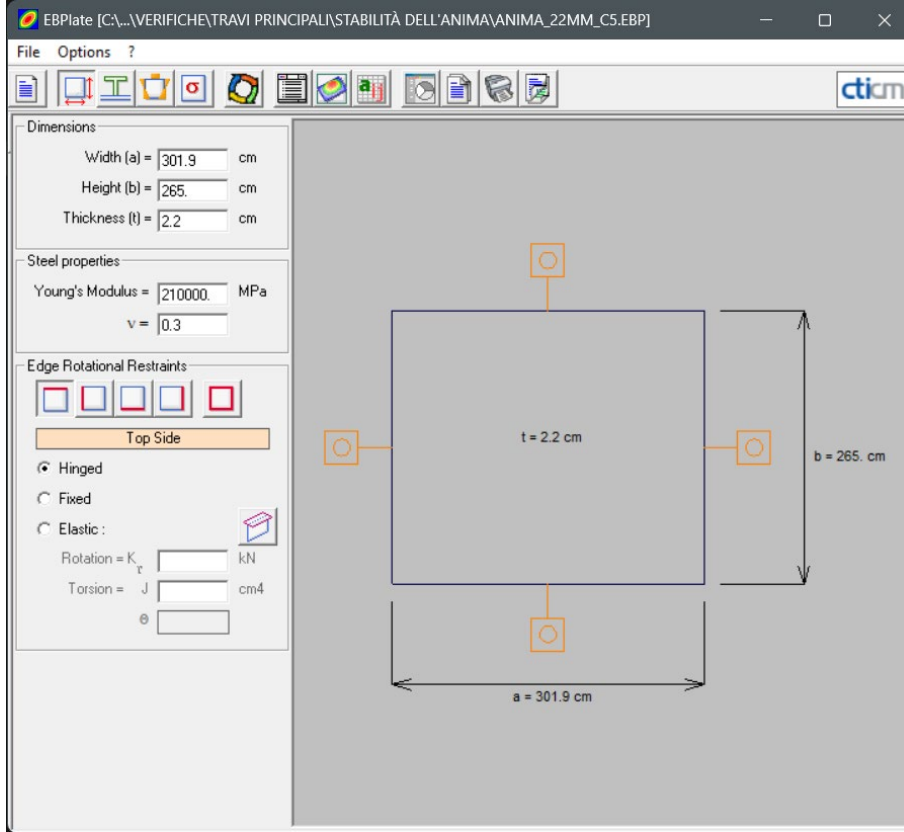 EBPlate [C:\...\VERIFICHE\TRAVI PRINCIPALI\STABILITÀ DELL'ANIMA\ANIMA_22MM_C5.EBP]
File Options ?
σ
cticm
Dimensions
Width (a) = 301.9 cm
Height (b) = 265. cm
Thickness (t) = 2.2 cm
Steel properties
Young's Modulus = 210000. MPa
ν = 0.3
Edge Rotational Restraints
Top Side
Hinged
Fixed
Elastic :
Rotation = Kr kN
Torsion = J cm4
Θ
t = 2.2 cm
b = 265. cm
a = 301.9 cm